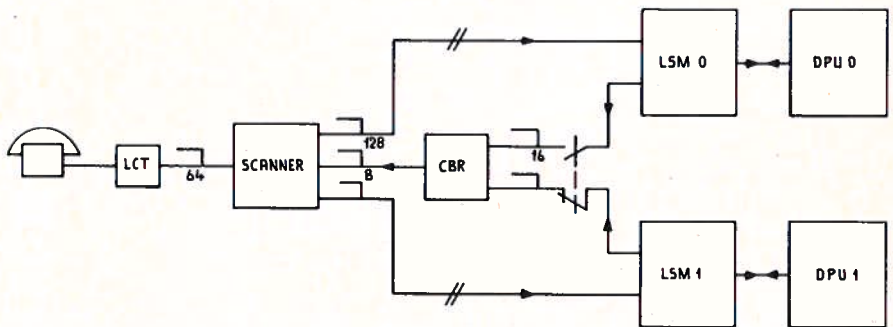 LSM 0
DPU 0
LCT
64
SCANNER
128
8
CBR
16
LSM 1
DPU 1